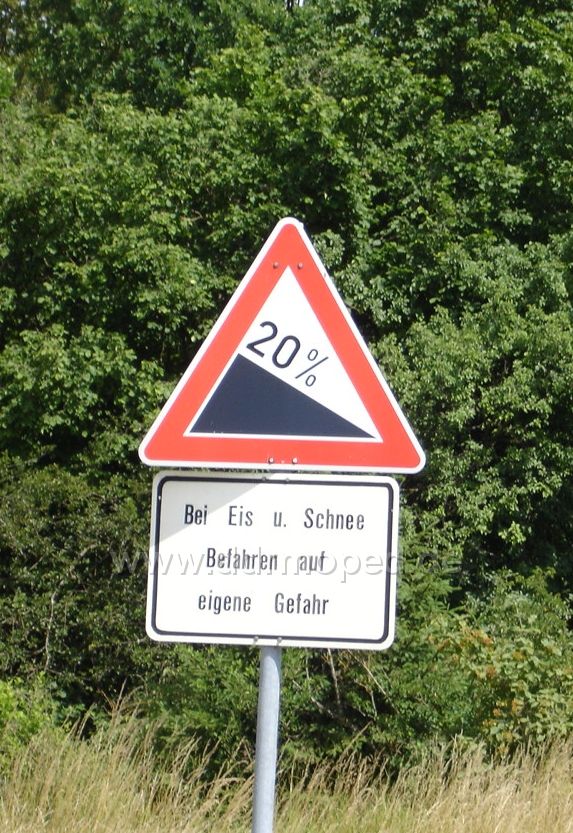 20%
Bei Eis u. Schnee
Befahren auf
eigene Gefahr